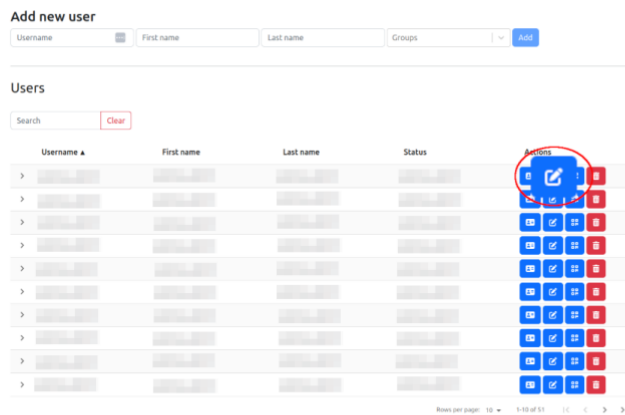 Add new user
Username First name Last name Groups Add
Users
Search Clear
Username ▲ First name Last name Status Actions
Rows per page: 10 1-10 of 51